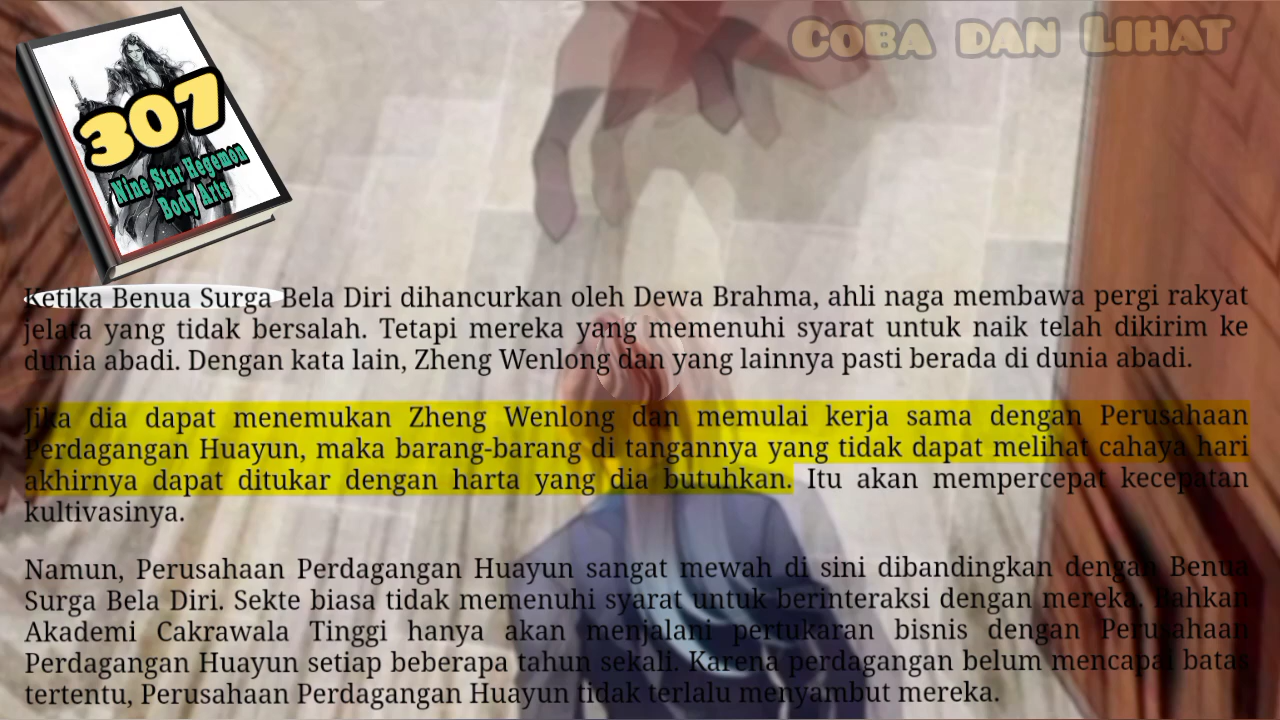 Coba dan Lihat
307
Nine Star Hegemon
Body Arts
Ketika Benua Surga Bela Diri dihancurkan oleh Dewa Brahma, ahli naga membawa pergi rakyat
jelata yang tidak bersalah. Tetapi mereka yang memenuhi syarat untuk naik telah dikirim ke
dunia abadi. Dengan kata lain, Zheng Wenlong dan yang lainnya pasti berada di dunia abadi.
Jika dia dapat menemukan Zheng Wenlong dan memulai kerja sama dengan Perusahaan
Perdagangan Huayun, maka barang-barang di tangannya yang tidak dapat melihat cahaya hari
akhirnya dapat ditukar dengan harta yang dia butuhkan. Itu akan mempercepat kecepatan
kultivasinya.
Namun, Perusahaan Perdagangan Huayun sangat mewah di sini dibandingkan dengan Benua
Surga Bela Diri. Sekte biasa tidak memenuhi syarat untuk berinteraksi dengan mereka. Bahkan
Akademi Cakrawala Tinggi hanya akan menjalani pertukaran bisnis dengan Perusahaan
Perdagangan Huayun setiap beberapa tahun sekali. Karena perdagangan belum mencapai batas
tertentu, Perusahaan Perdagangan Huayun tidak terlalu menyambut mereka.